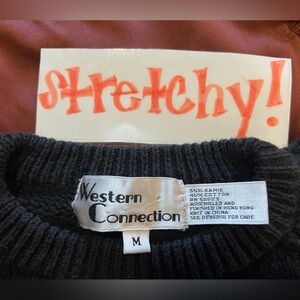 stretchy!
Western
Connection
M
55% RAMIE
45% COTTON
RN
ASSEMBLED AND
FINISHED IN HONG KONG
KNIT IN CHINA
SEE REVERSE FOR CARE